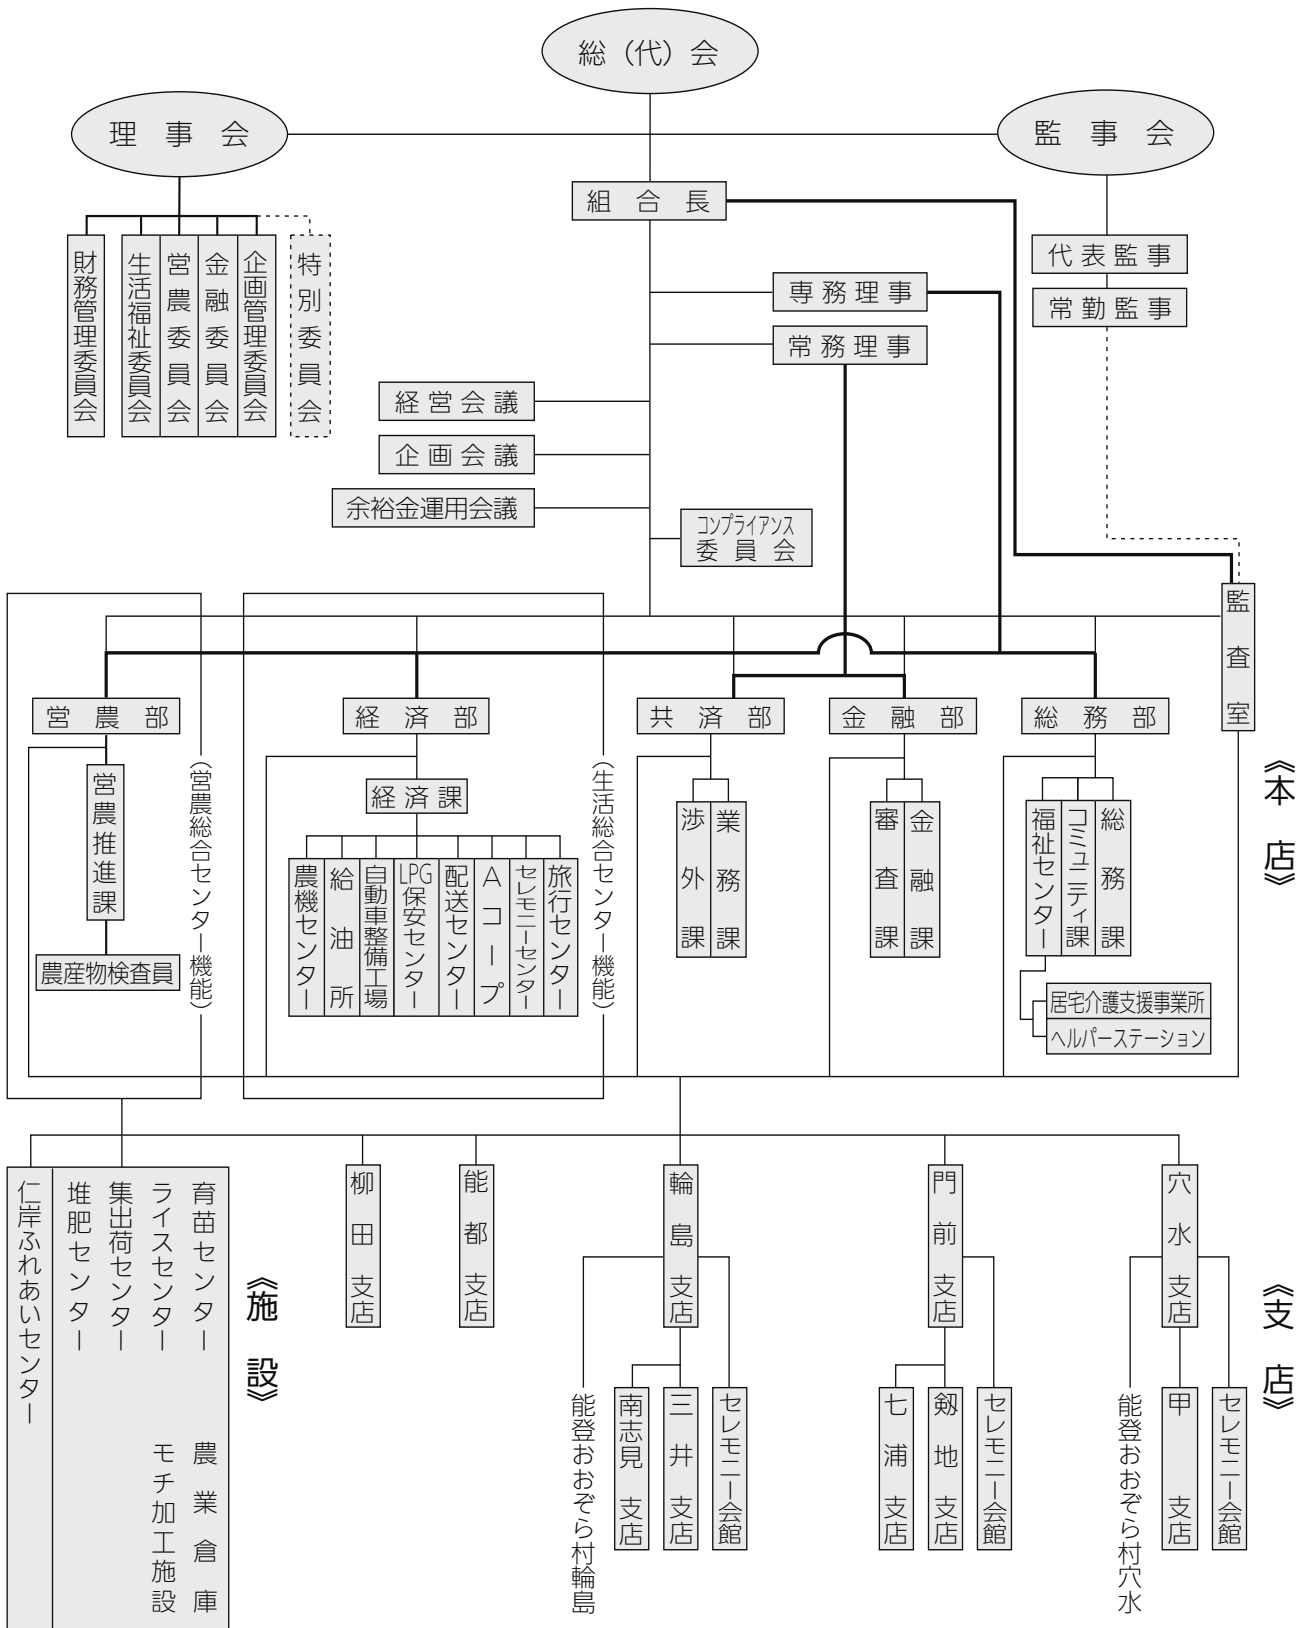 総（代）会
理事会
監事会
組合長
代表監事
常勤監事
専務理事
常務理事
財務管理委員会
生活福祉委員会
営農委員会
金融委員会
企画管理委員会
特別委員会
経営会議
企画会議
余裕金運用会議
コンプライアンス
委員会
監査室
《本店》
営農部
経済部
共済部
金融部
総務部
営農推進課
農産物検査員
（営農総合センター機能）
経済課
農機センター
給油所
自動車整備工場
LPG保安センター
配送センター
Aコープ
セレモニーセンター
旅行センター
（生活総合センター機能）
渉外課
業務課
審査課
金融課
福祉センター
コミュニティ課
総務課
居宅介護支援事業所
ヘルパーステーション
仁岸ふれあいセンター
堆肥センター
集出荷センター
ライスセンター
モチ加工施設
育苗センター
農業倉庫
《施設》
柳田支店
能都支店
輪島支店
能登おおぞら村輪島
南志見支店
三井支店
セレモニー会館
門前支店
七浦支店
剱地支店
セレモニー会館
穴水支店
能登おおぞら村穴水
甲支店
セレモニー会館
《支店》